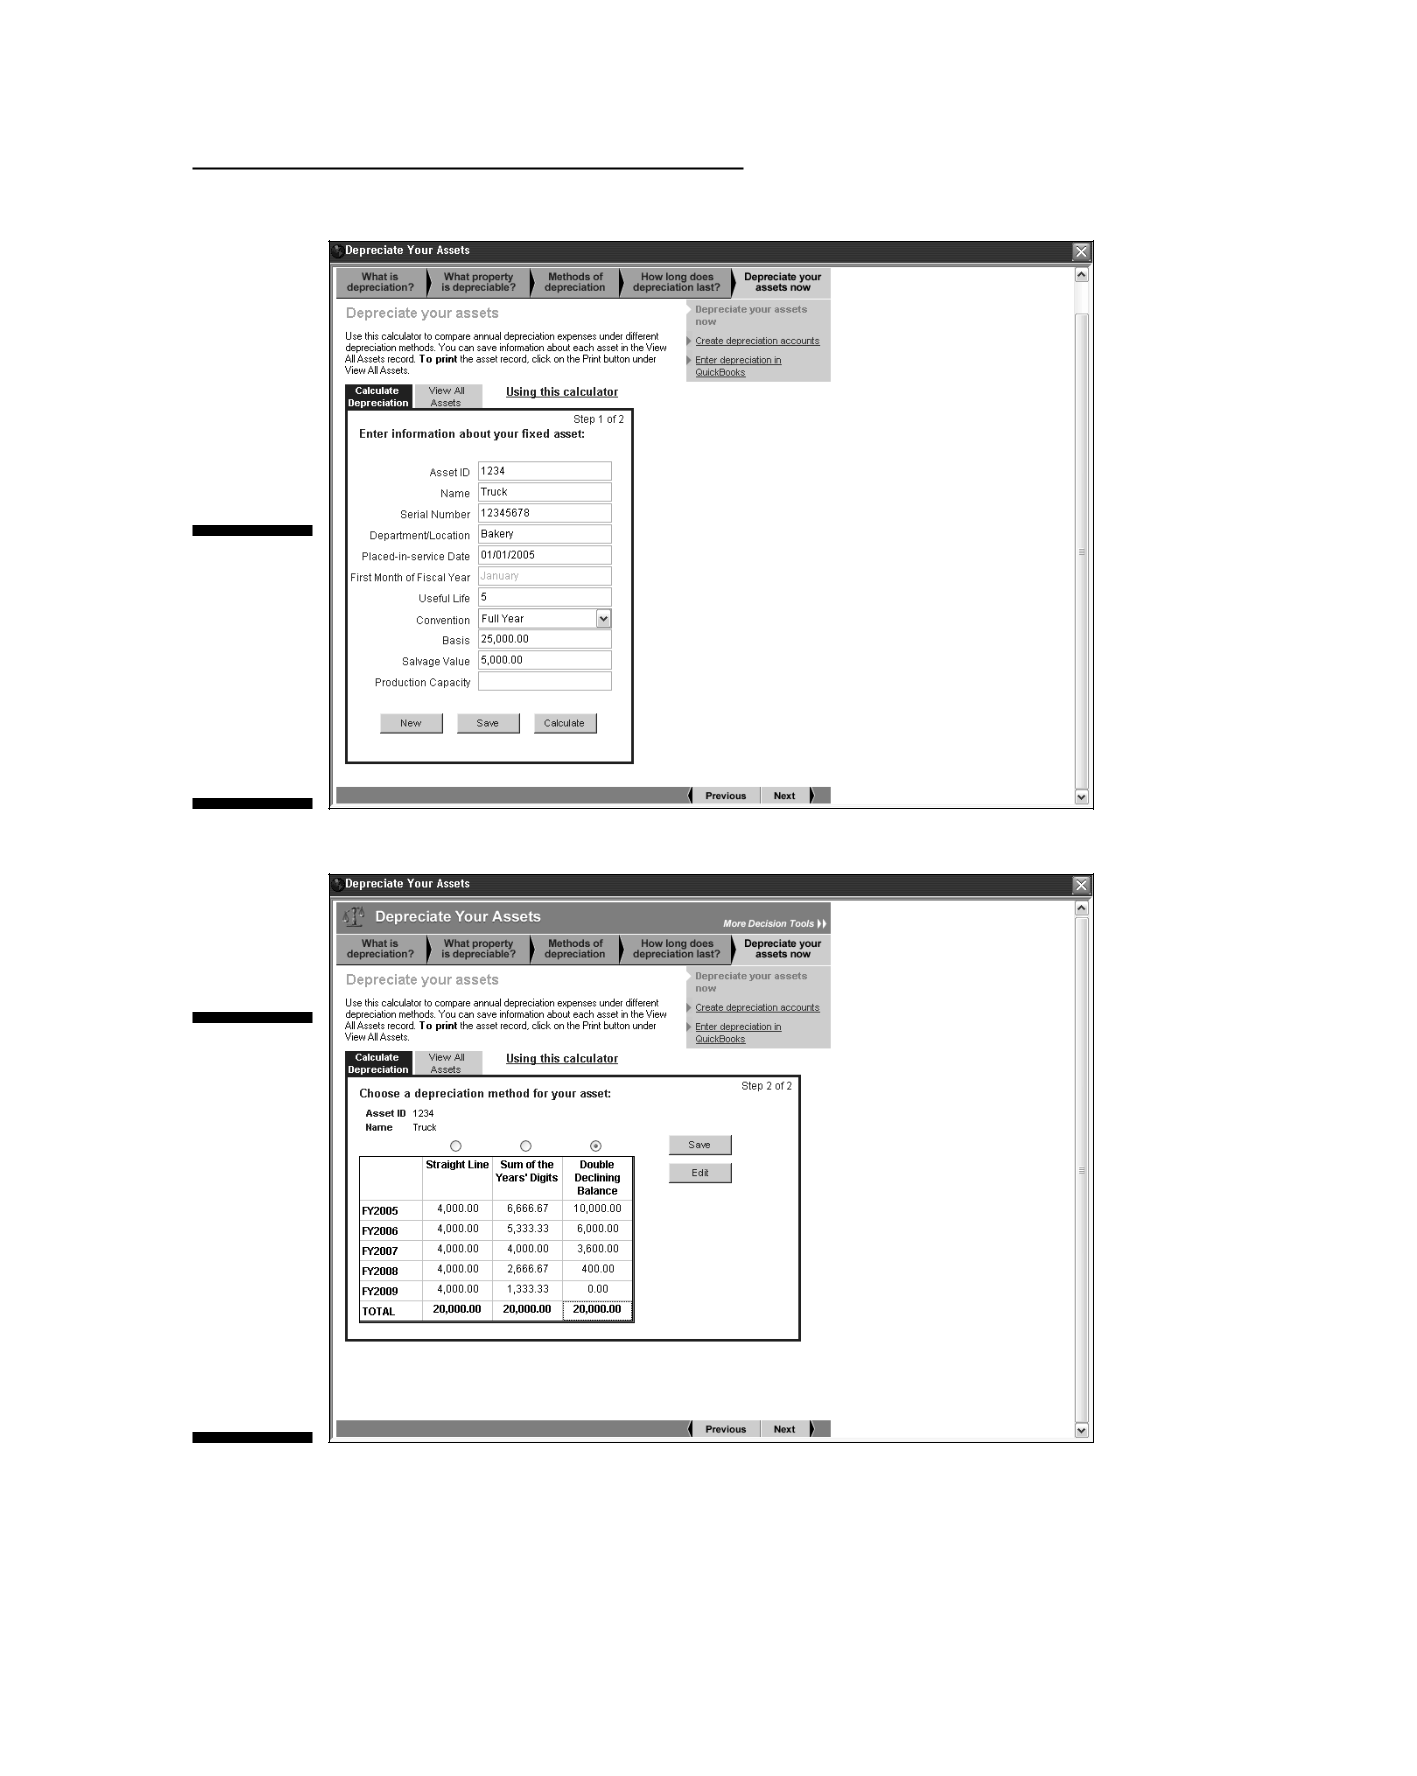 Depreciate Your Assets
What is What property Methods of How long does Depreciate your
depreciation? is depreciable? depreciation depreciation last? assets now
Depreciate your assets
Use this calculator to compare annual depreciation expenses under different
depreciation methods. You can save information about each asset in the View
All Assets record. To print the asset record, click on the Print button under
View All Assets.
Depreciate your assets
now
Create depreciation accounts
Enter depreciation in
QuickBooks
Calculate View All Using this calculator
Depreciation Assets
Step 1 of 2
Enter information about your fixed asset:
Asset ID 1234
Name Truck
Serial Number 12345678
Department/Location Bakery
Placed-in-service Date 01/01/2005
First Month of Fiscal Year January
Useful Life 5
Convention Full Year
Basis 25,000.00
Salvage Value 5,000.00
Production Capacity
New Save Calculate
Previous Next
Depreciate Your Assets
Depreciate Your Assets More Decision Tools
What is What property Methods of How long does Depreciate your
depreciation? is depreciable? depreciation depreciation last? assets now
Depreciate your assets
Use this calculator to compare annual depreciation expenses under different
depreciation methods. You can save information about each asset in the View
All Assets record. To print the asset record, click on the Print button under
View All Assets.
Depreciate your assets
now
Create depreciation accounts
Enter depreciation in
QuickBooks
Calculate View All Using this calculator
Depreciation Assets
Step 2 of 2
Choose a depreciation method for your asset:
Asset ID 1234
Name Truck
Save
Edit
Straight Line Sum of the Double
Years' Digits Declining
Balance
FY2005 4,000.00 6,666.67 10,000.00
FY2006 4,000.00 5,333.33 6,000.00
FY2007 4,000.00 4,000.00 3,600.00
FY2008 4,000.00 2,666.67 400.00
FY2009 4,000.00 1,333.33 0.00
TOTAL 20,000.00 20,000.00 20,000.00
Previous Next